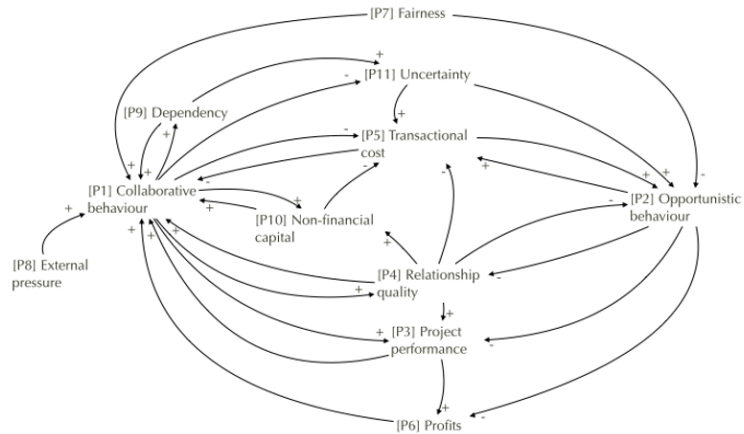 [P7] Fairness
[P11] Uncertainty
[P9] Dependency
[P5] Transactional
cost
[P1] Collaborative
behaviour
[P2] Opportunistic
behaviour
[P10] Non-financial
capital
[P8] External
pressure
[P4] Relationship
quality
[P3] Project
performance
[P6] Profits